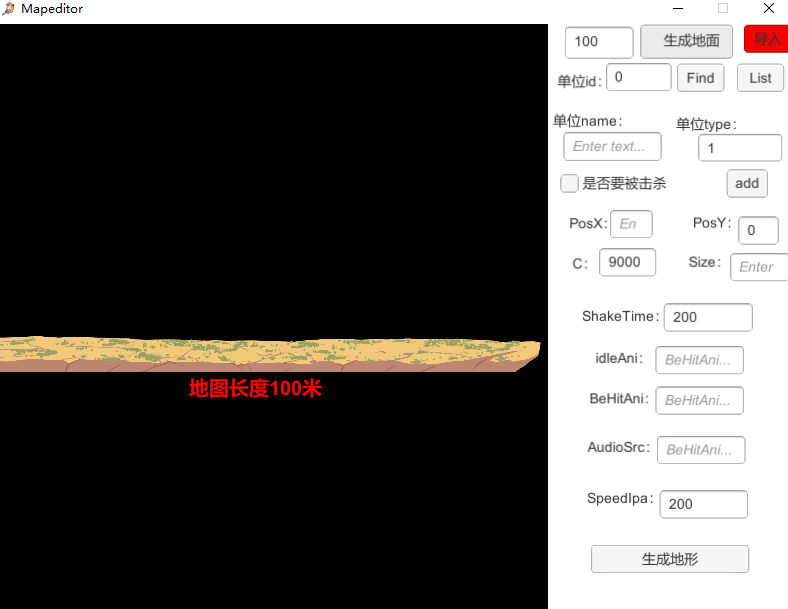 Mapeditor
100 生成地面 导入
单位id: 0 Find List
单位name:
单位type:
Enter text...
1
是否要被击杀 add
PosX: En PosY: 0
C: 9000 Size: Enter
ShakeTime: 200
idleAni: BeHitAni...
BeHitAni: BeHitAni...
AudioSrc: BeHitAni...
SpeedIpa: 200
生成地形
地图长度100米